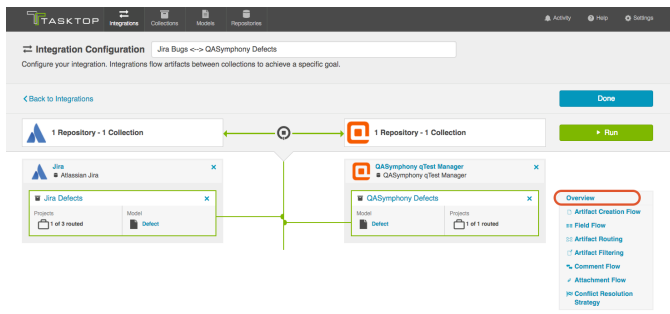 TASKTOP
Integrations
Collections
Models
Repositories
Activity
Help
Settings
Integration Configuration
Jira Bugs <--> QASymphony Defects
Configure your integration. Integrations flow artifacts between collections to achieve a specific goal.
Back to Integrations
Done
1 Repository - 1 Collection
1 Repository - 1 Collection
Run
Jira
Atlassian Jira
Jira Defects
Projects
1 of 3 routed
Model
Defect
QASymphony qTest Manager
QASymphony qTest Manager
QASymphony Defects
Model
Defect
Projects
1 of 1 routed
Overview
Artifact Creation Flow
Field Flow
Artifact Routing
Artifact Filtering
Comment Flow
Attachment Flow
Conflict Resolution
Strategy